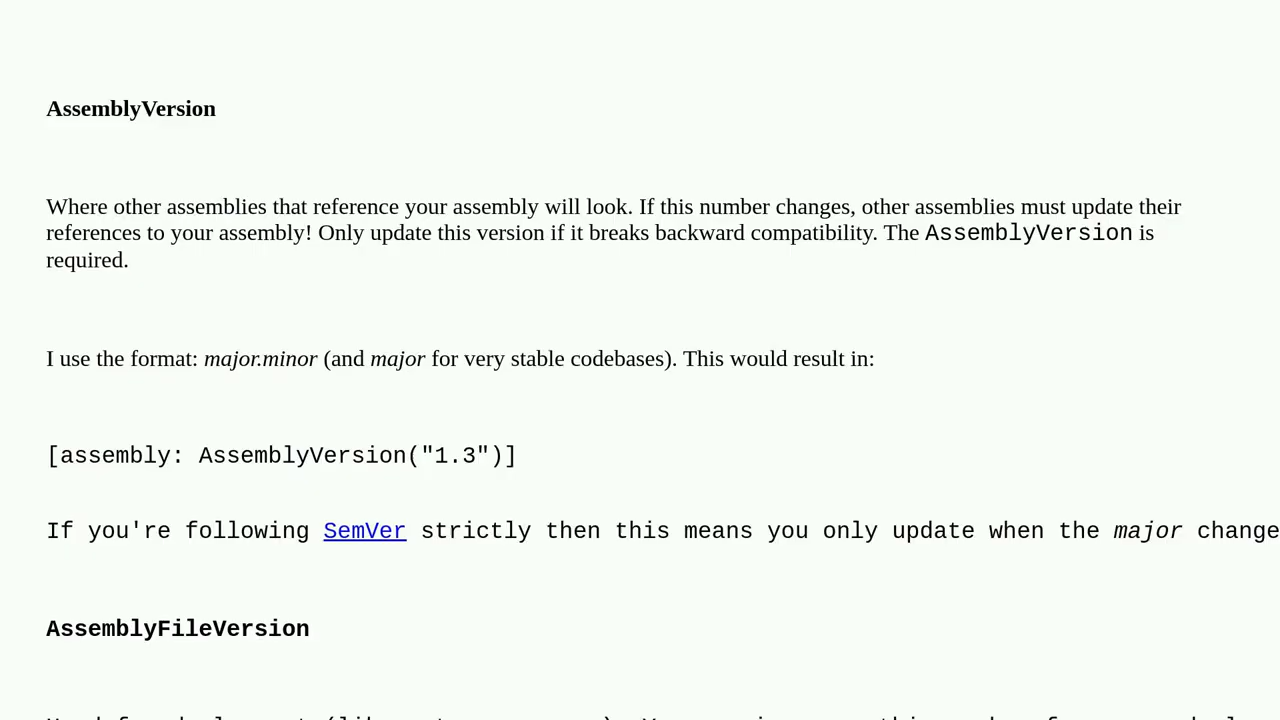 AssemblyVersion
Where other assemblies that reference your assembly will look. If this number changes, other assemblies must update their
references to your assembly! Only update this version if it breaks backward compatibility. The AssemblyVersion is
required.
I use the format: major.minor (and major for very stable codebases). This would result in:
[assembly: AssemblyVersion("1.3")]
If you're following SemVer strictly then this means you only update when the major change
AssemblyFileVersion